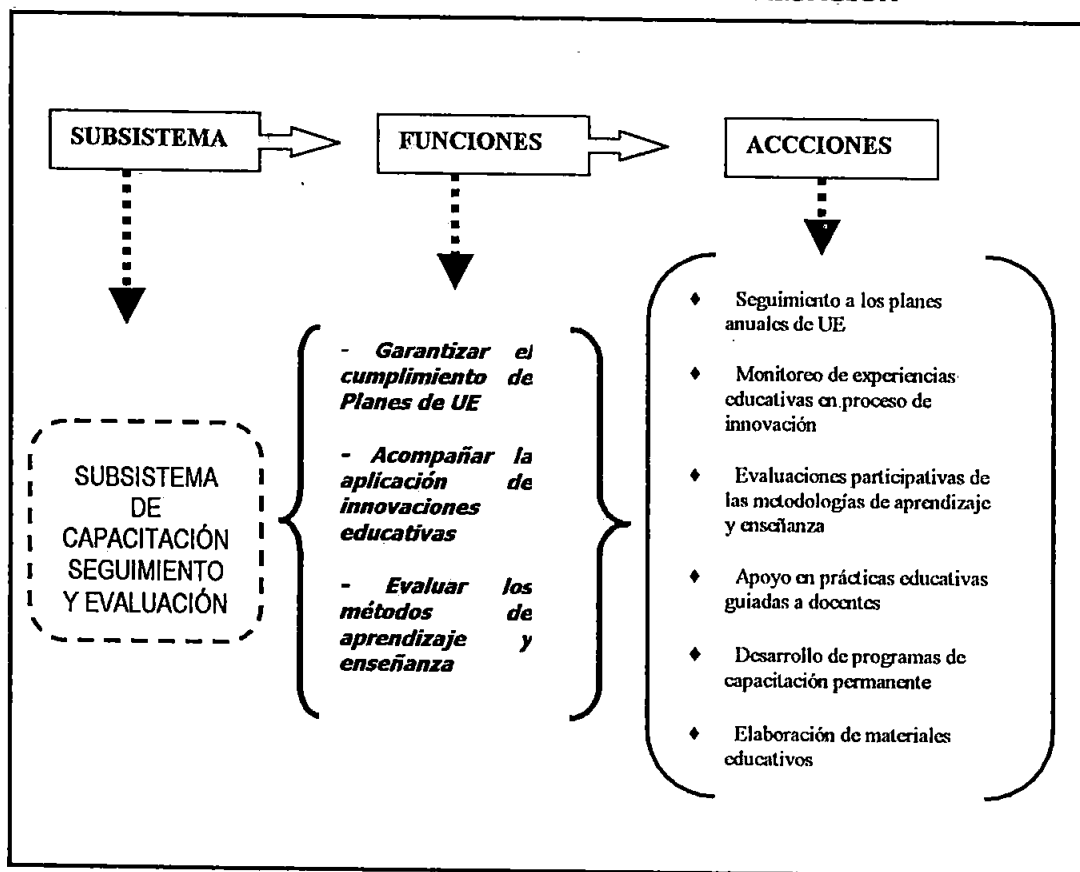 SUBSISTEMA
FUNCIONES
ACCCIONES
SUBSISTEMA
DE
CAPACITACIÓN
SEGUIMIENTO
Y EVALUACIÓN
- Garantizar el
cumplimiento de
Planes de UE
- Acompañar la
aplicación de
innovaciones
educativas
- Evaluar los
métodos de
aprendizaje y
enseñanza
♦ Seguimiento a los planes
anuales de UE
♦ Monitoreo de experiencias
educativas en proceso de
innovación
♦ Evaluaciones participativas de
las metodologías de aprendizaje
y enseñanza
♦ Apoyo en prácticas educativas
guiadas a docentes
♦ Desarrollo de programas de
capacitación permanente
♦ Elaboración de materiales
educativos